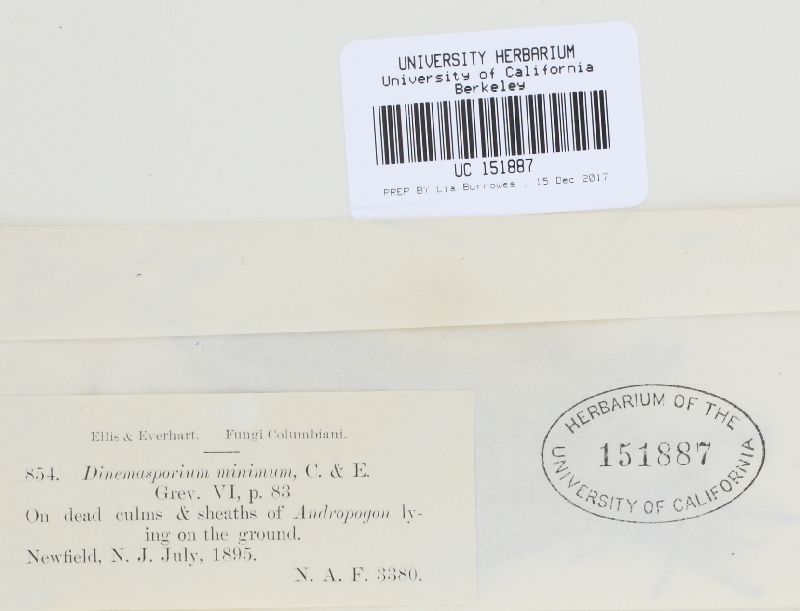 UNIVERSITY HERBARIUM
University of California
Berkeley
UC 151887
PREP BY Lia Burrowes , 15 Dec 2017
Ellis & Everhart. Fungi Columbiani.
854. Dinemasporium minimum, C. & E.
Grev. VI, p. 83
On dead culms & sheaths of Andropogon ly-
ing on the ground.
Newfield, N. J. July, 1895.
N. A. F. 3380.
HERBARIUM OF THE
151887
UNIVERSITY OF CALIFORNIA